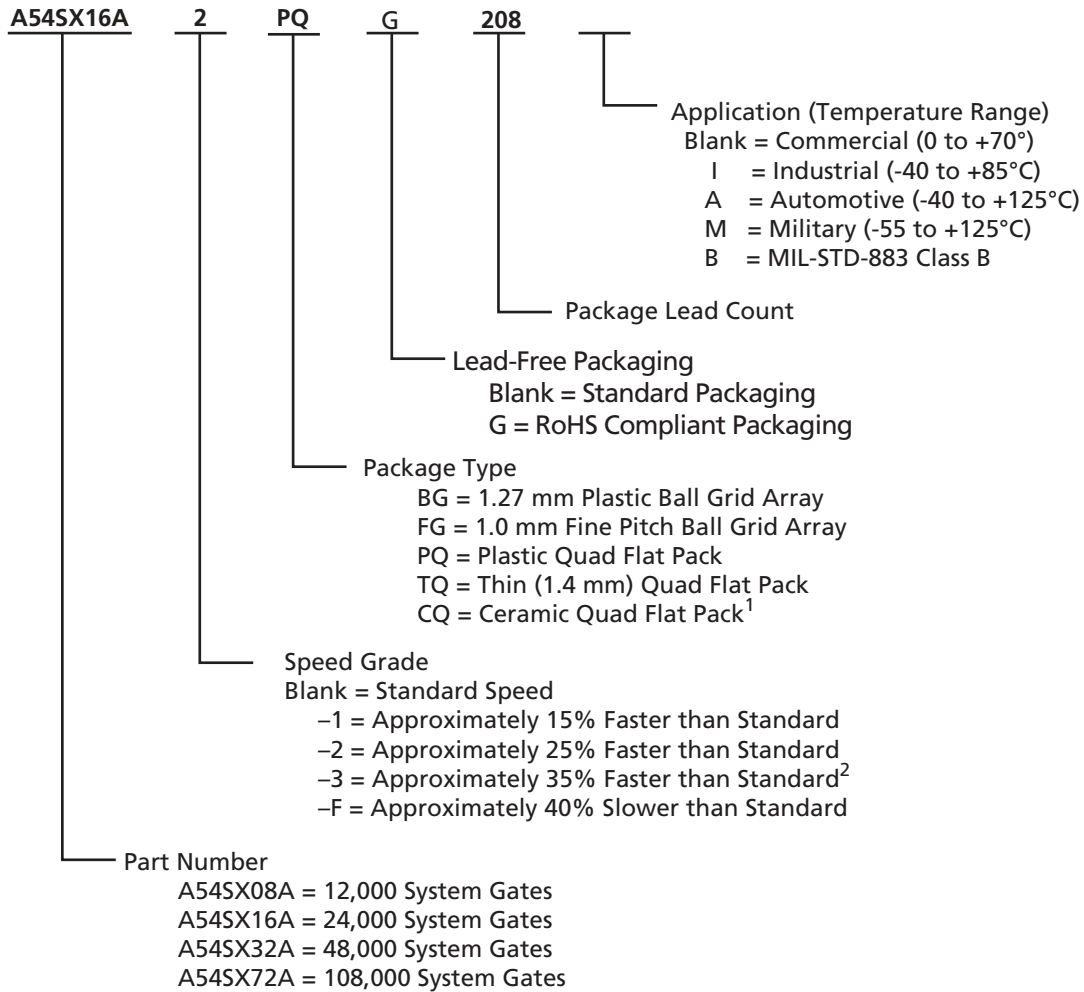 A54SX16A 2 PQ G 208
Application (Temperature Range)
Blank = Commercial (0 to +70°)
I = Industrial (-40 to +85°C)
A = Automotive (-40 to +125°C)
M = Military (-55 to +125°C)
B = MIL-STD-883 Class B
Package Lead Count
Lead-Free Packaging
Blank = Standard Packaging
G = RoHS Compliant Packaging
Package Type
BG = 1.27 mm Plastic Ball Grid Array
FG = 1.0 mm Fine Pitch Ball Grid Array
PQ = Plastic Quad Flat Pack
TQ = Thin (1.4 mm) Quad Flat Pack
CQ = Ceramic Quad Flat Pack1
Speed Grade
Blank = Standard Speed
–1 = Approximately 15% Faster than Standard
–2 = Approximately 25% Faster than Standard
–3 = Approximately 35% Faster than Standard2
–F = Approximately 40% Slower than Standard
Part Number
A54SX08A = 12,000 System Gates
A54SX16A = 24,000 System Gates
A54SX32A = 48,000 System Gates
A54SX72A = 108,000 System Gates